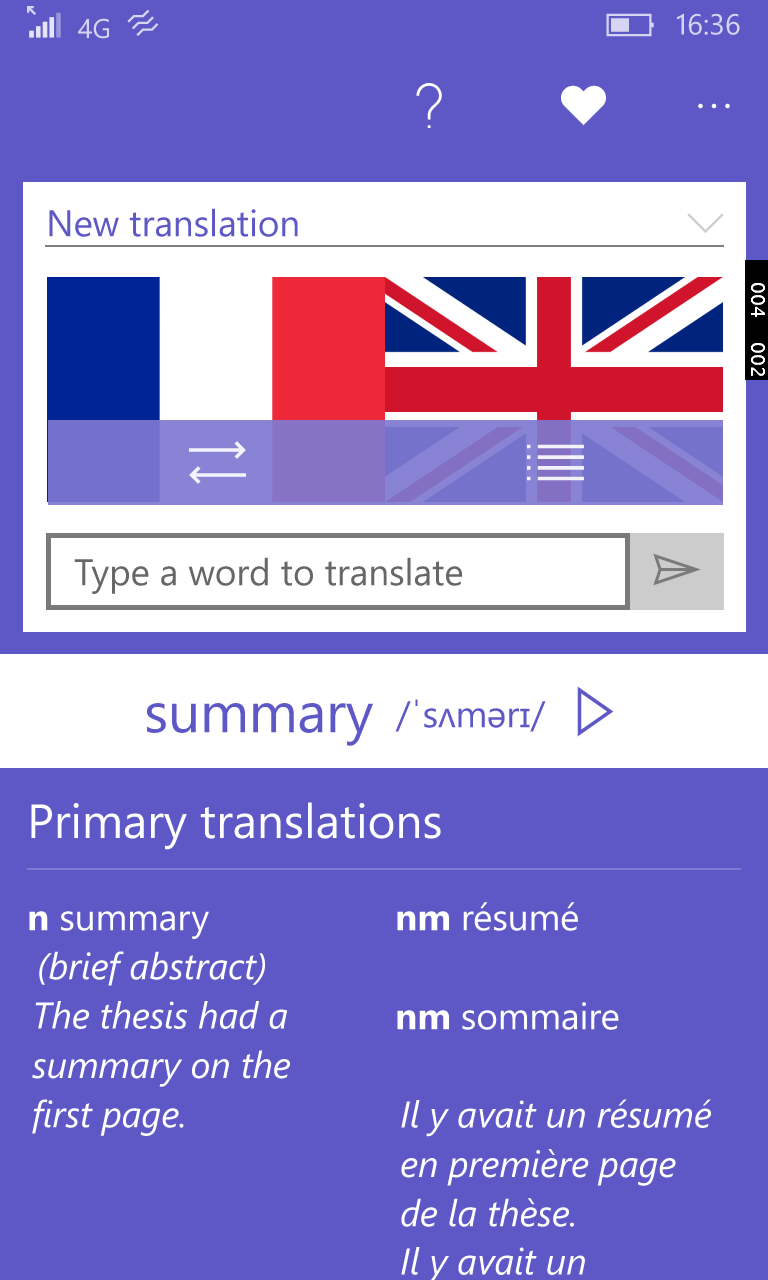 4G
16:36
?
...
New translation
004 002
Type a word to translate
summary /ˈsʌmərɪ/
Primary translations
n summary
(brief abstract)
The thesis had a
summary on the
first page.
nm résumé
nm sommaire
Il y avait un résumé
en première page
de la thèse.
Il y avait un